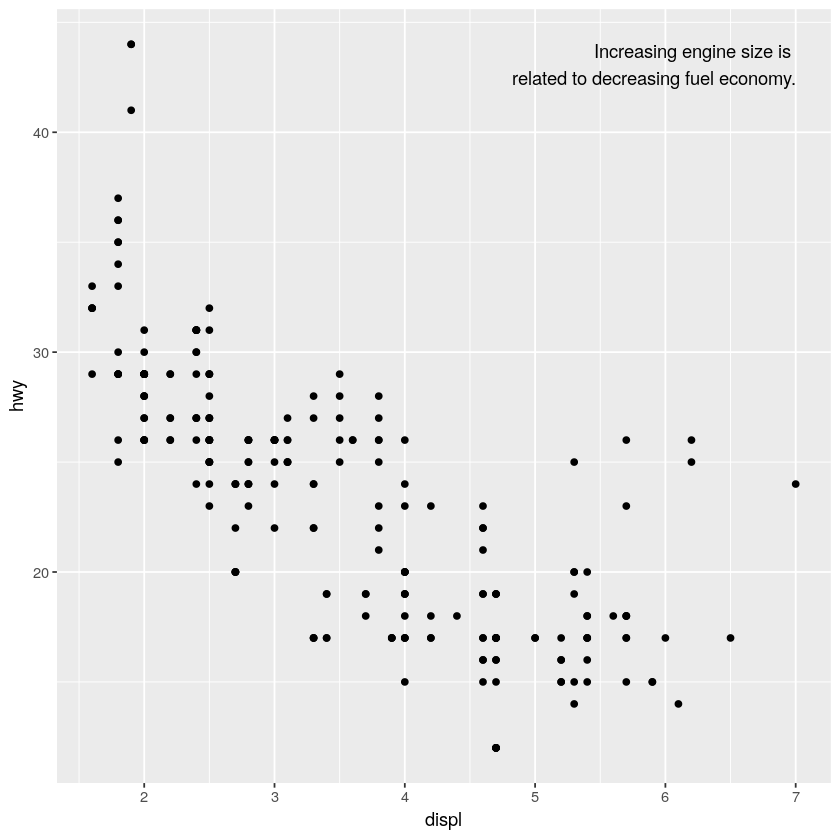 Increasing engine size is
related to decreasing fuel economy.
40
30
20
hwy
2 3 4 5 6 7
displ